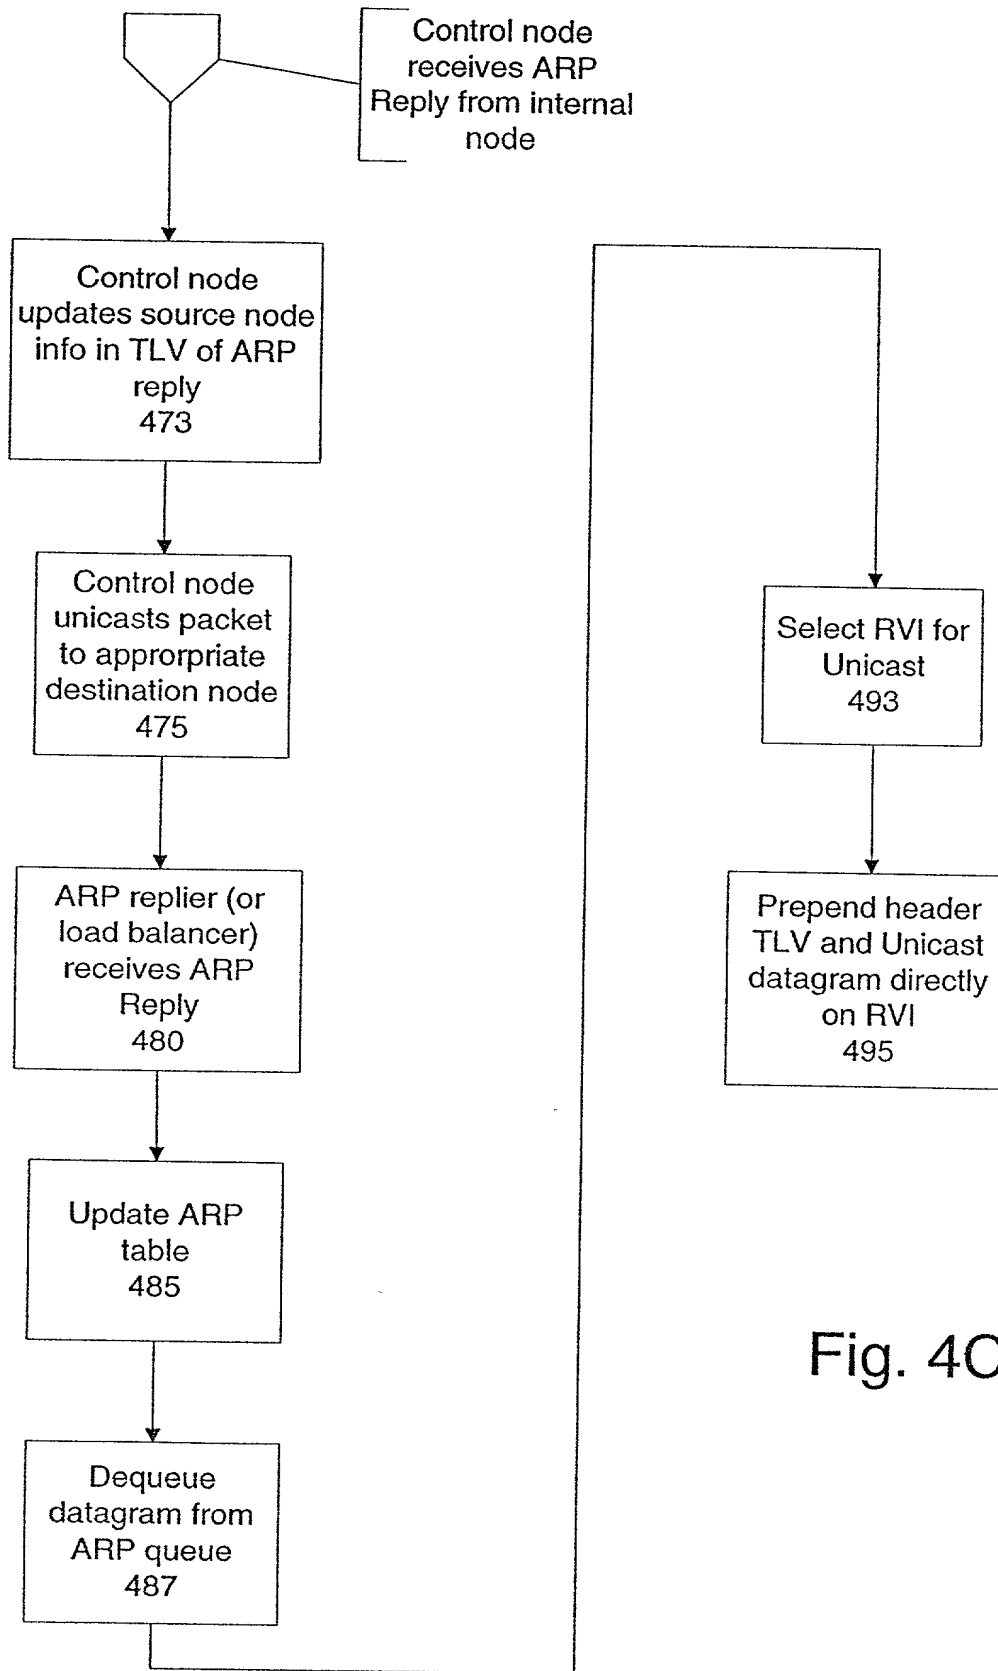 Control node
receives ARP
Reply from internal
node
Control node
updates source node
info in TLV of ARP
reply
473
Control node
unicasts packet
to approrpriate
destination node
475
ARP replier (or
load balancer)
receives ARP
Reply
480
Update ARP
table
485
Dequeue
datagram from
ARP queue
487
Select RVI for
Unicast
493
Prepend header
TLV and Unicast
datagram directly
on RVI
495
Fig. 4C